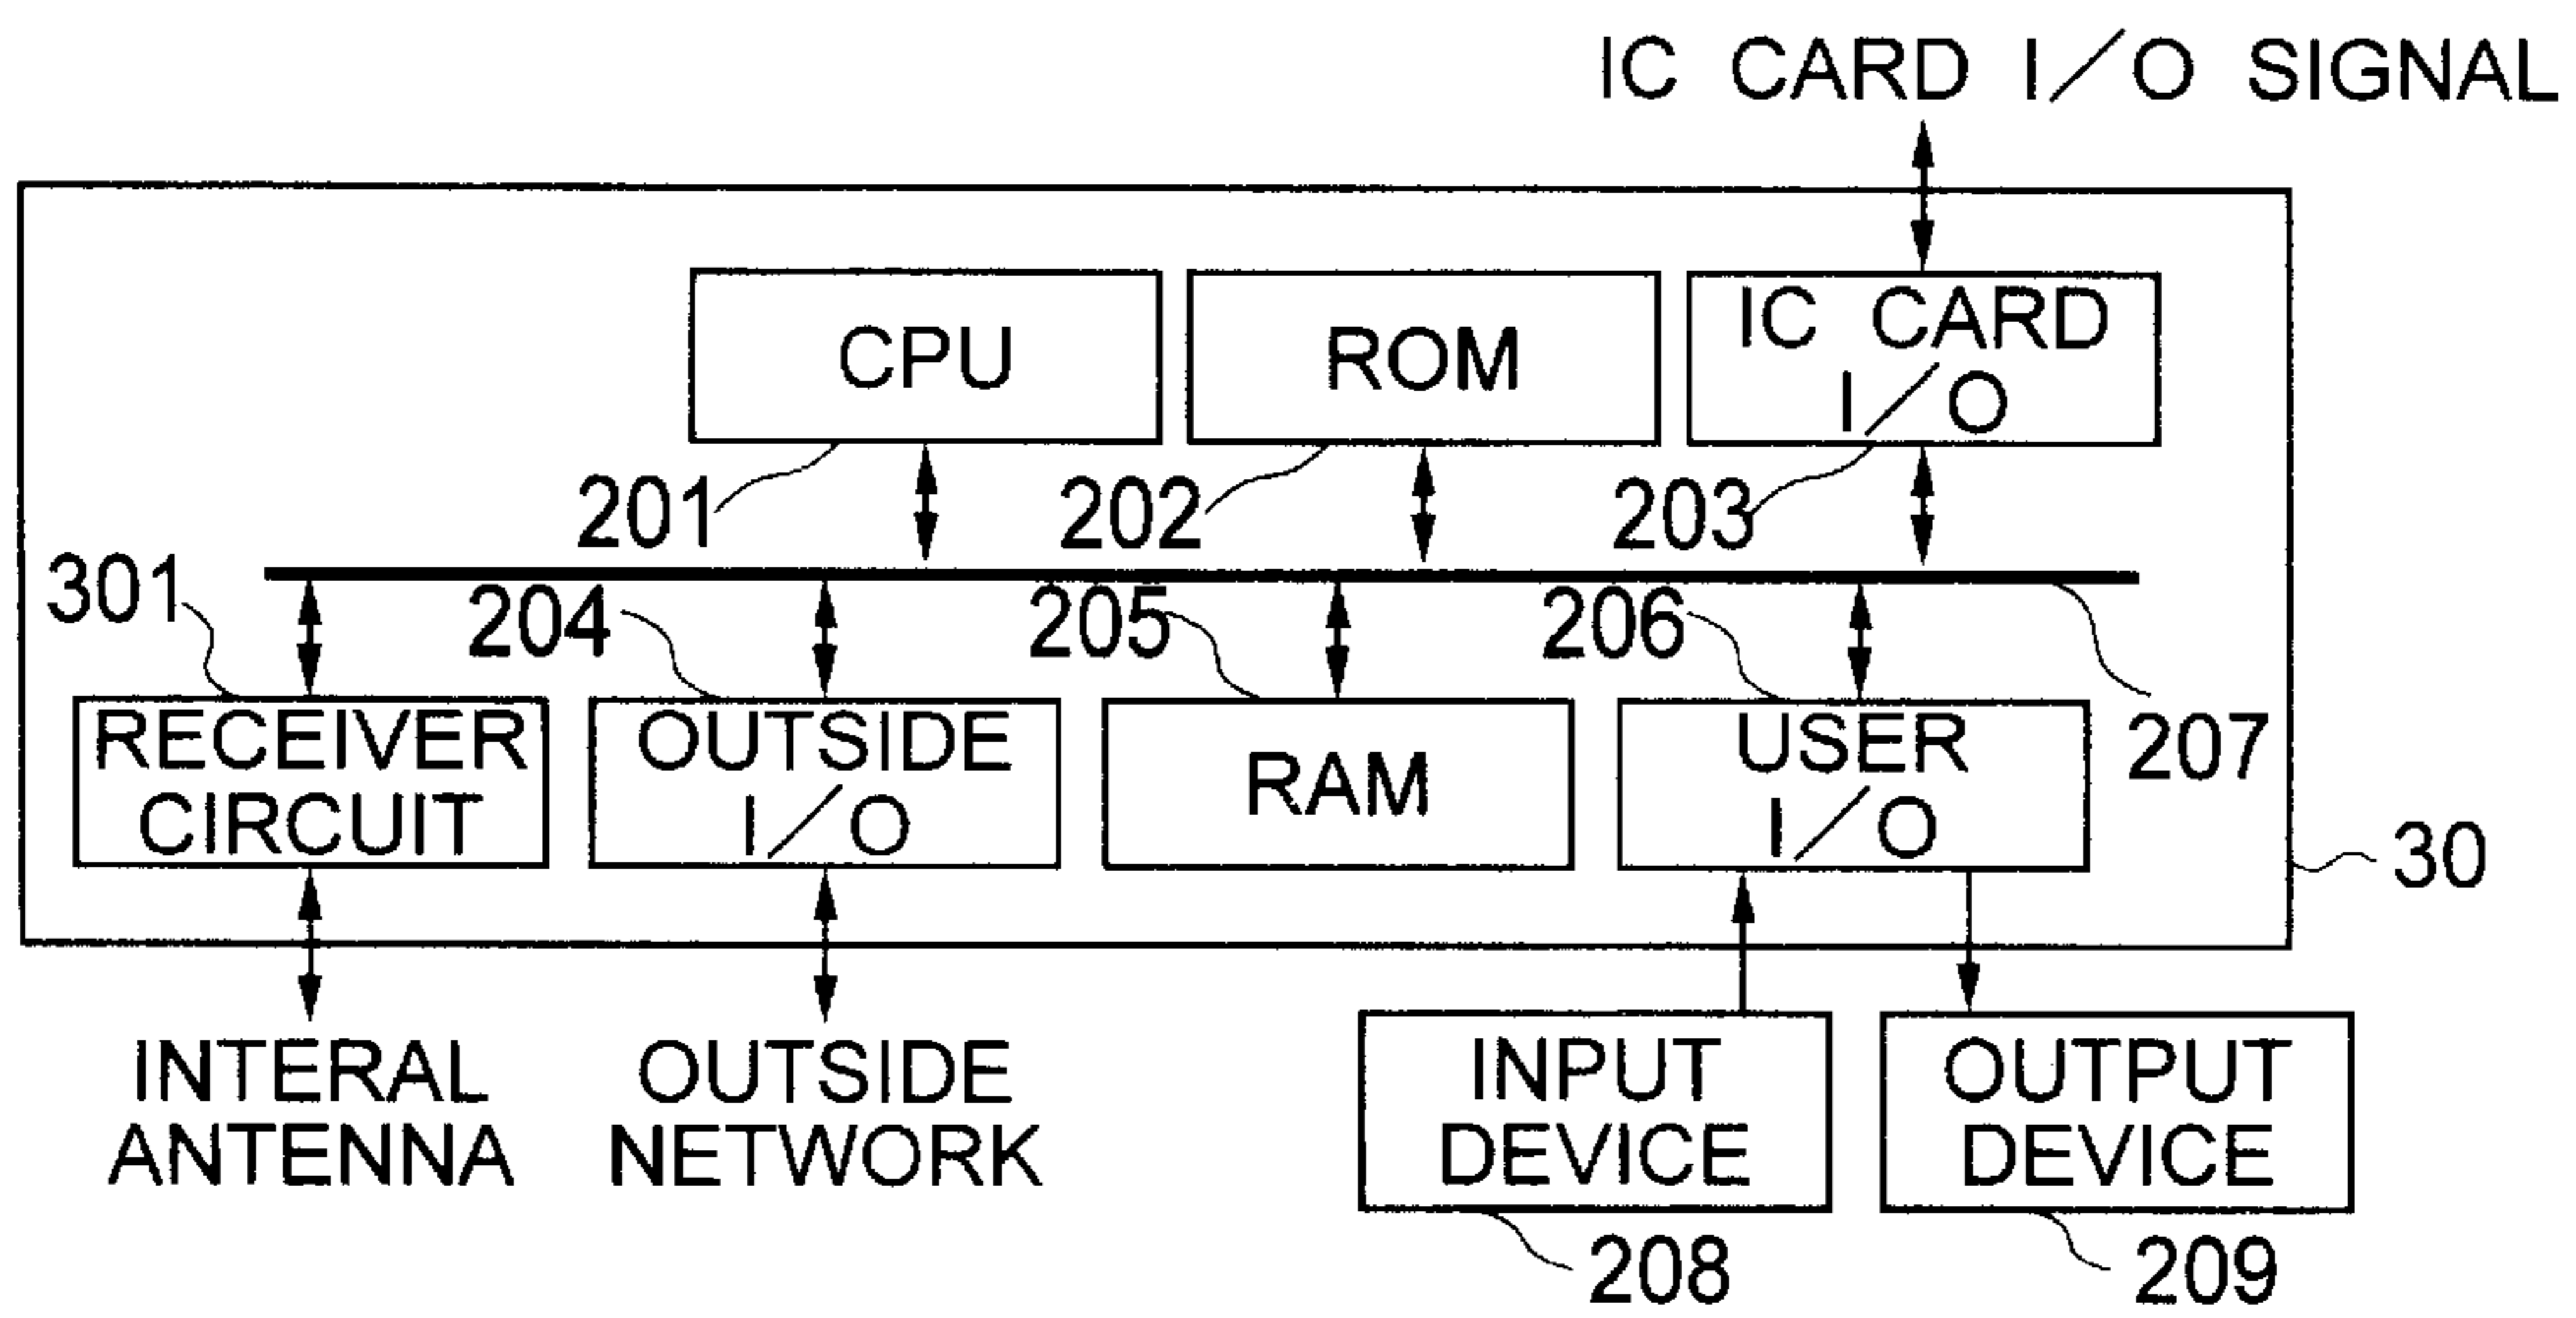 IC CARD I/O SIGNAL
CPU
ROM
IC CARD
I/O
201
202
203
301
204
205
206
RECEIVER
CIRCUIT
OUTSIDE
I/O
RAM
USER
I/O
207
30
INTERAL
ANTENNA
OUTSIDE
NETWORK
INPUT
DEVICE
OUTPUT
DEVICE
208
209